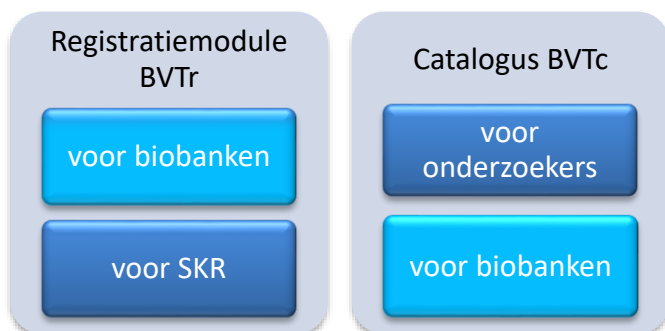 Registratiemodule
BVTr
voor biobanken
voor SKR
Catalogus BVTc
voor
onderzoekers
voor biobanken